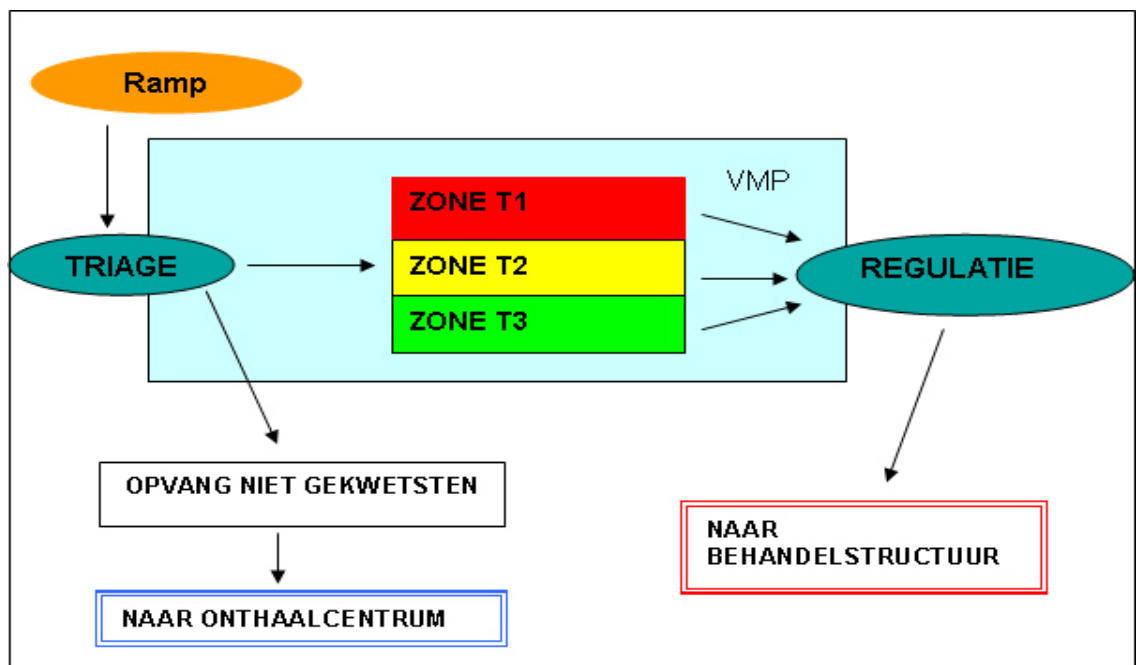 Ramp
TRIAGE
ZONE T1
ZONE T2
ZONE T3
VMP
REGULATIE
OPVANG NIET GEKWETSTEN
NAAR ONTHAALCENTRUM
NAAR
BEHANDELSTRUCTUUR